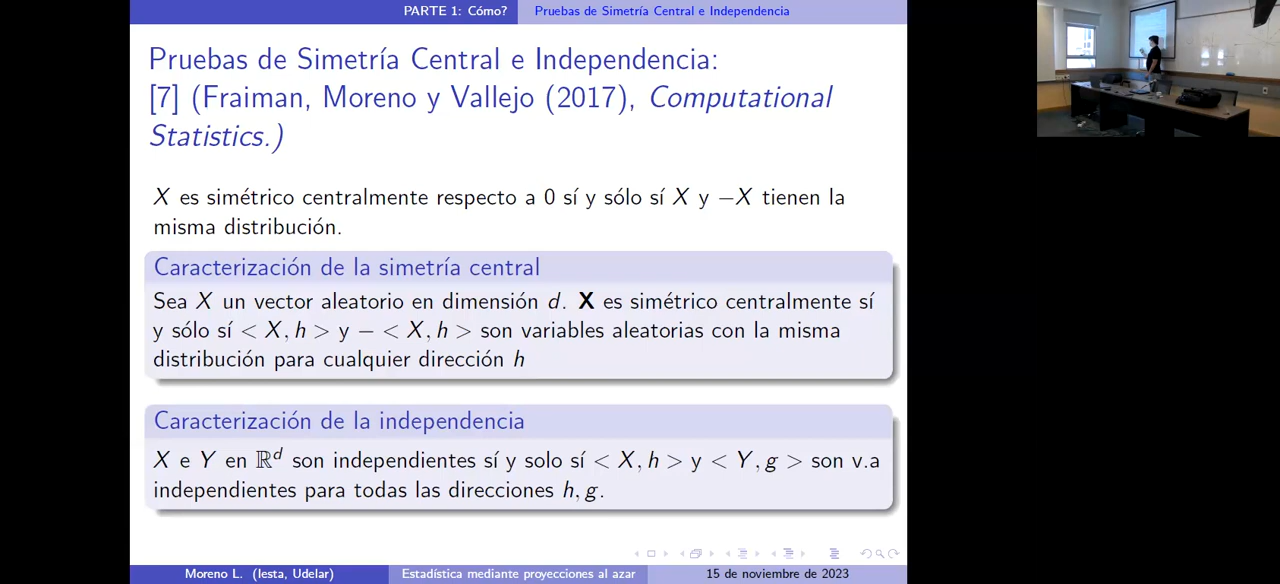 PARTE 1: Cómo? Pruebas de Simetría Central e Independencia
Pruebas de Simetría Central e Independencia:
[7] (Fraiman, Moreno y Vallejo (2017), Computational
Statistics.)
X es simétrico centralmente respecto a 0 sí y sólo sí X y −X tienen la
misma distribución.
Caracterización de la simetría central
Sea X un vector aleatorio en dimensión d. X es simétrico centralmente sí
y sólo sí < X, h > y − < X, h > son variables aleatorias con la misma
distribución para cualquier dirección h
Caracterización de la independencia
X e Y en ℝᵈ son independientes sí y solo sí < X, h > y < Y, g > son v.a
independientes para todas las direcciones h, g.
Moreno L. (Iesta, Udelar) Estadística mediante proyecciones al azar 15 de noviembre de 2023